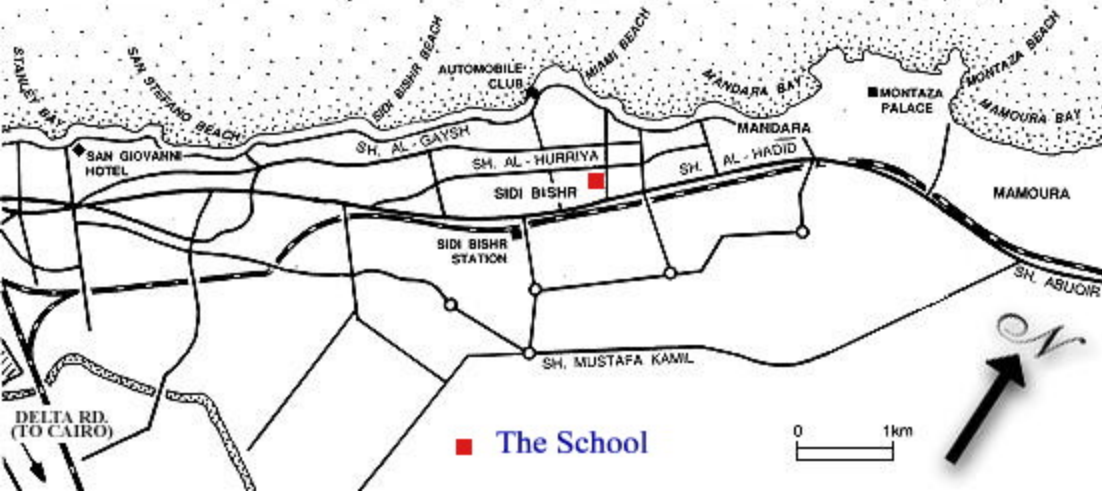 STANLEY BAY
SAN STEFANO BEACH
SIDI BISHR BEACH
MIAMI BEACH
MANDARA BAY
MONTAZA BEACH
MAMOURA BAY
AUTOMOBILE
CLUB
MONTAZA
PALACE
SAN GIOVANNI
HOTEL
SH. AL-GAYSH
MANDARA
SH. AL-HURRIYA
SH. AL-HADID
SIDI BISHR
MAMOURA
SIDI BISHR
STATION
SH. ABUQIR
N
SH. MUSTAFA KAMIL
DELTA RD.
(TO CAIRO)
The School
0 1km